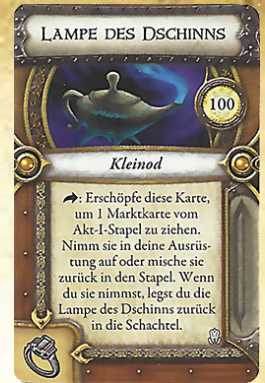 LAMPE DES DSCHINNS
100
Kleinod
: Erschöpfe diese Karte,
um 1 Marktkarte vom
Akt-I-Stapel zu ziehen.
Nimm sie in deine Ausrüs-
tung auf oder mische sie
zurück in den Stapel. Wenn
du sie nimmst, legst du die
Lampe des Dschinns zurück
in die Schachtel.